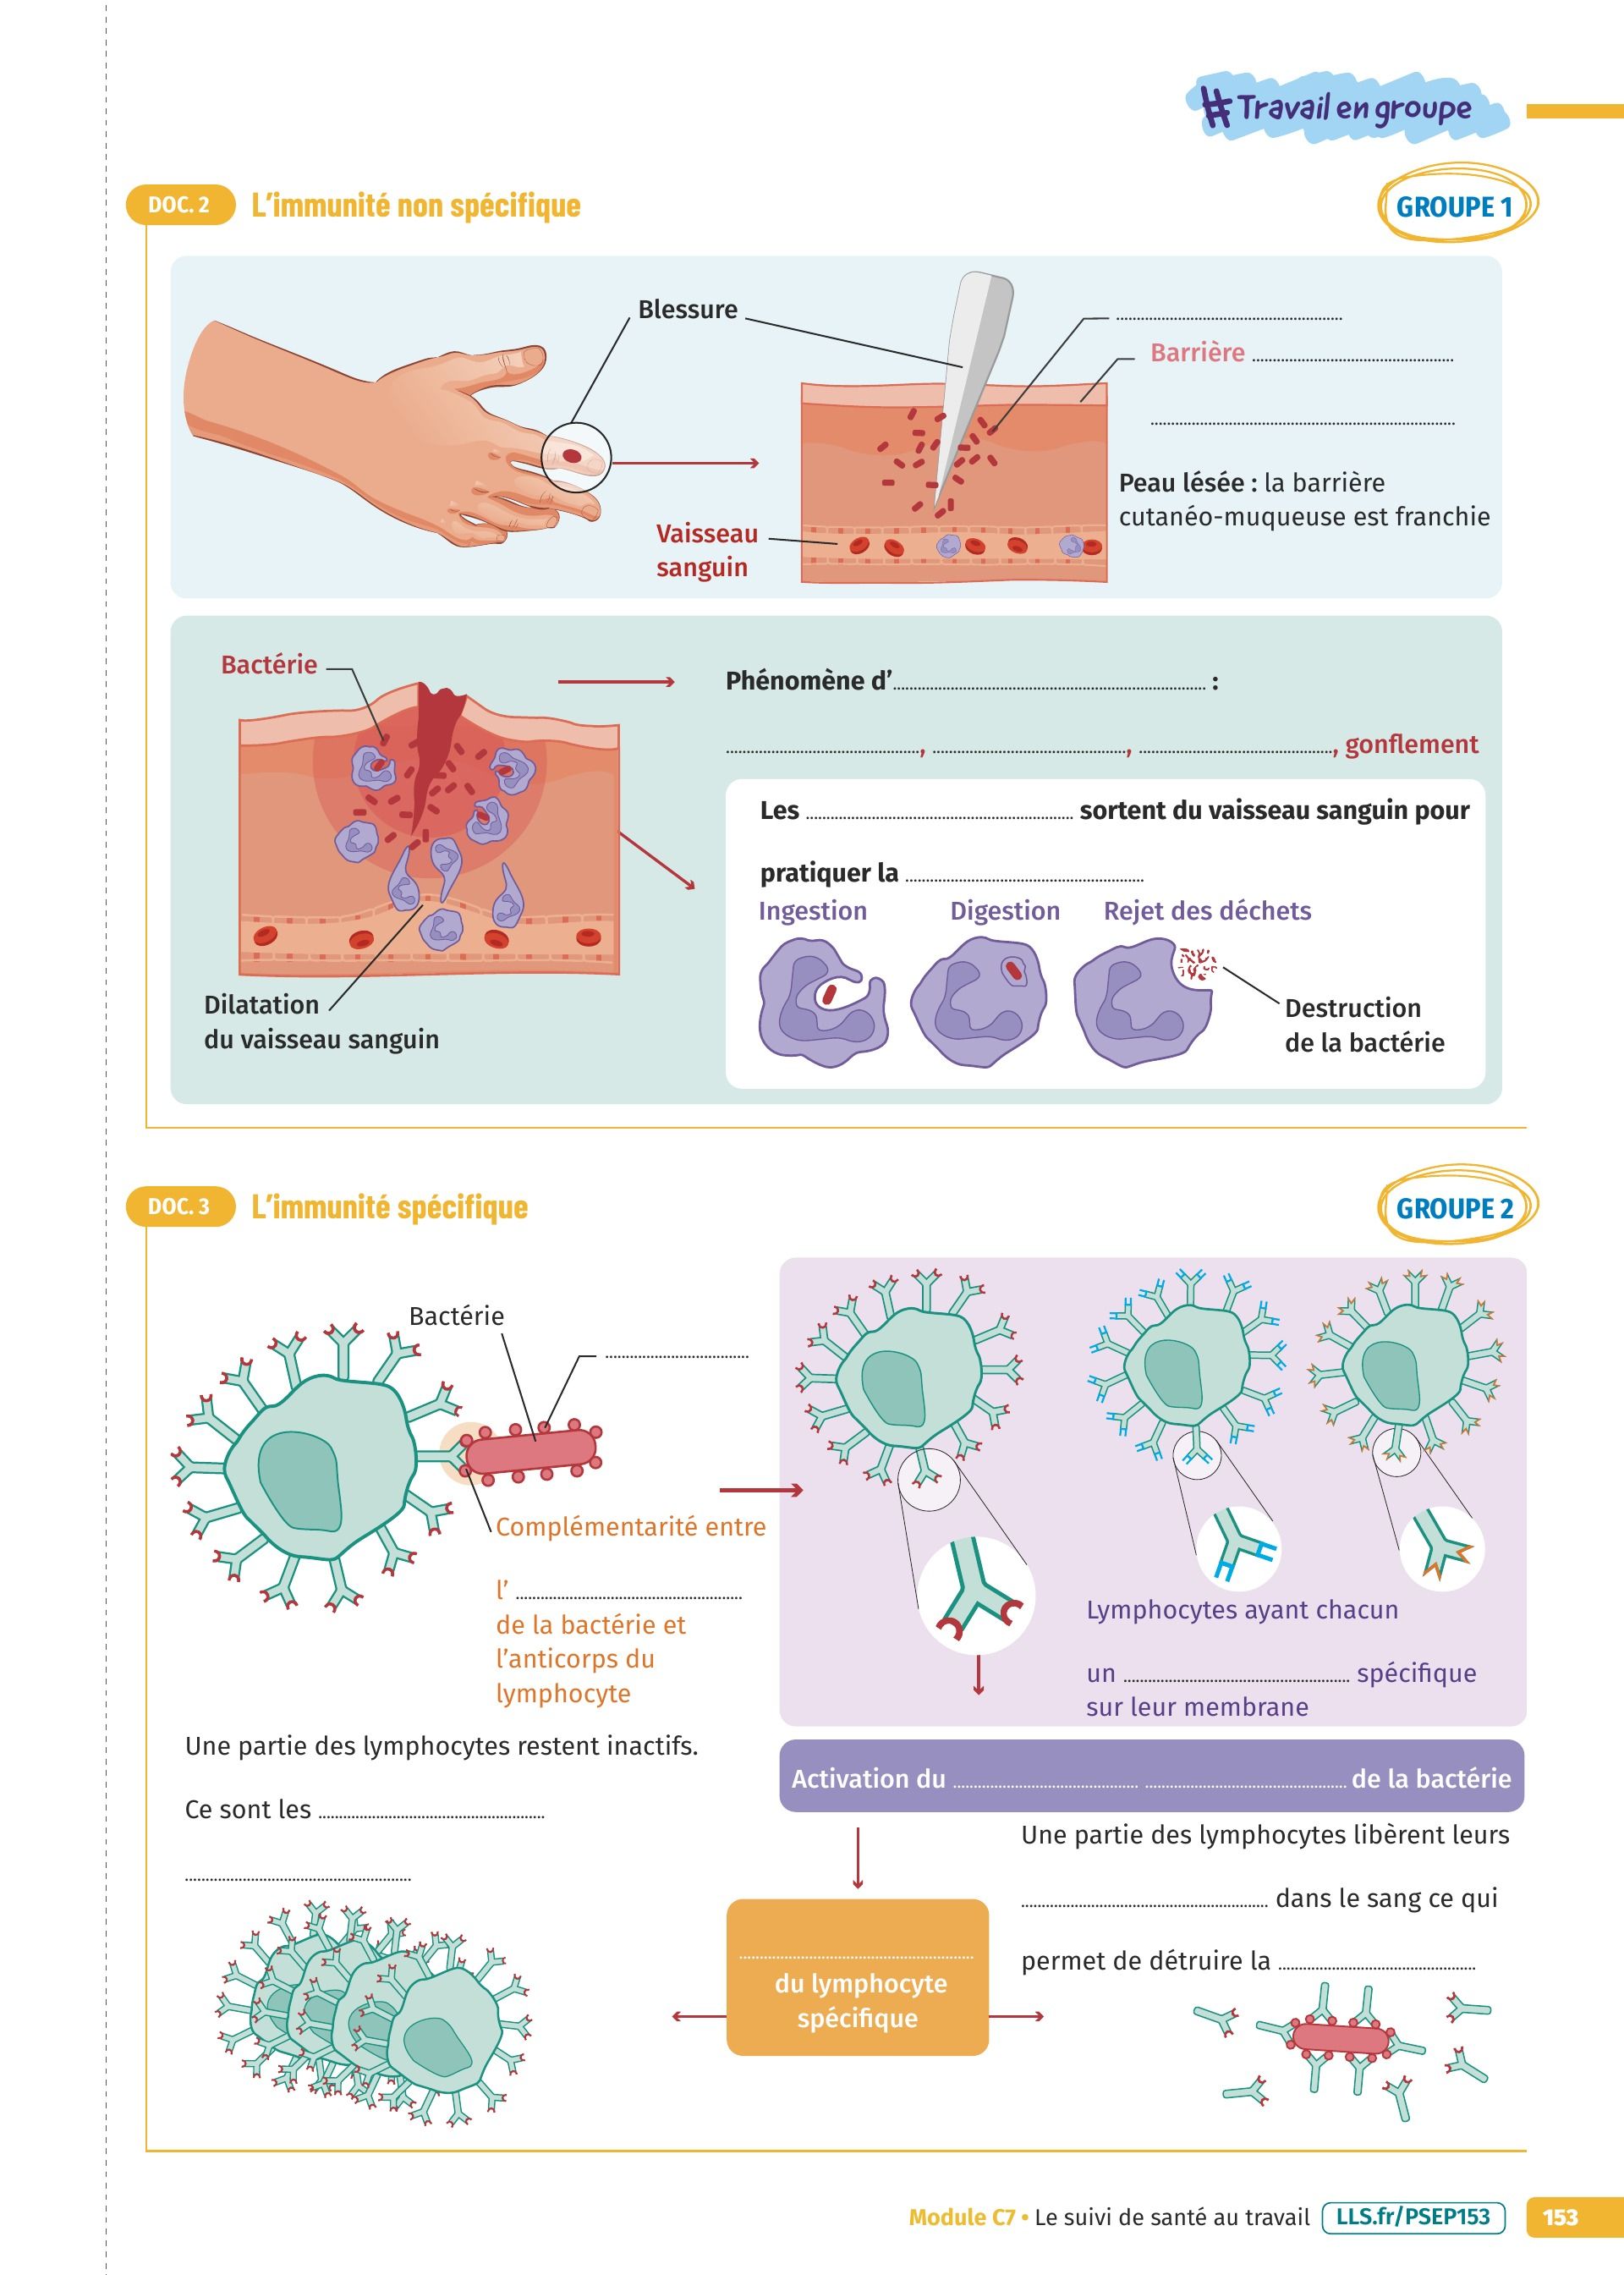 #Travail en groupe
DOC. 2 L'immunité non spécifique
GROUPE 1
Blessure
Barrière
Peau lésée : la barrière
cutanéo-muqueuse est franchie
Vaisseau
sanguin
Bactérie
Phénomène d' :
, , , gonflement
Les sortent du vaisseau sanguin pour
pratiquer la
Ingestion Digestion Rejet des déchets
Dilatation
du vaisseau sanguin
Destruction
de la bactérie
DOC. 3 L'immunité spécifique
GROUPE 2
Bactérie
Complémentarité entre
l'
de la bactérie et
l'anticorps du
lymphocyte
Lymphocytes ayant chacun
un spécifique
sur leur membrane
Une partie des lymphocytes restent inactifs.
Ce sont les
Activation du de la bactérie
Une partie des lymphocytes libèrent leurs
dans le sang ce qui
permet de détruire la
du lymphocyte
spécifique
Module C7 • Le suivi de santé au travail LLS.fr/PSEP153 153